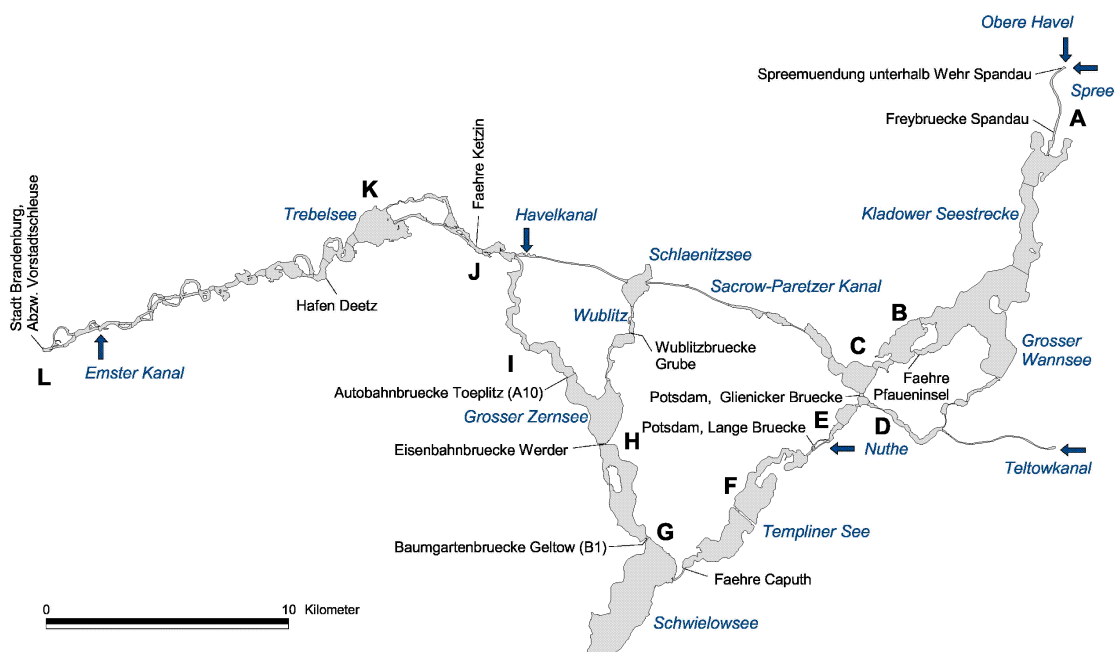 Obere Havel
Spreemuendung unterhalb Wehr Spandau
Spree
Freybruecke Spandau
A
Stadt Brandenburg,
Abzw. Vorstadtschleuse
K
Faehre Ketzin
Trebelsee
Havelkanal
Kladower Seestrecke
Schlaenitzsee
J
Sacrow-Paretzer Kanal
Hafen Deetz
Wublitz
B
L
Emster Kanal
I
Wublitzbruecke
Grube
C
Grosser
Wannsee
Faehre
Pfaueninsel
Autobahnbruecke Toeplitz (A10)
Potsdam, Glienicker Bruecke
Grosser Zernsee
E
D
Potsdam, Lange Bruecke
Eisenbahnbruecke Werder
H
Nuthe
Teltowkanal
F
G
Templiner See
Baumgartenbruecke Geltow (B1)
Faehre Caputh
0
10
Kilometer
Schwielowsee